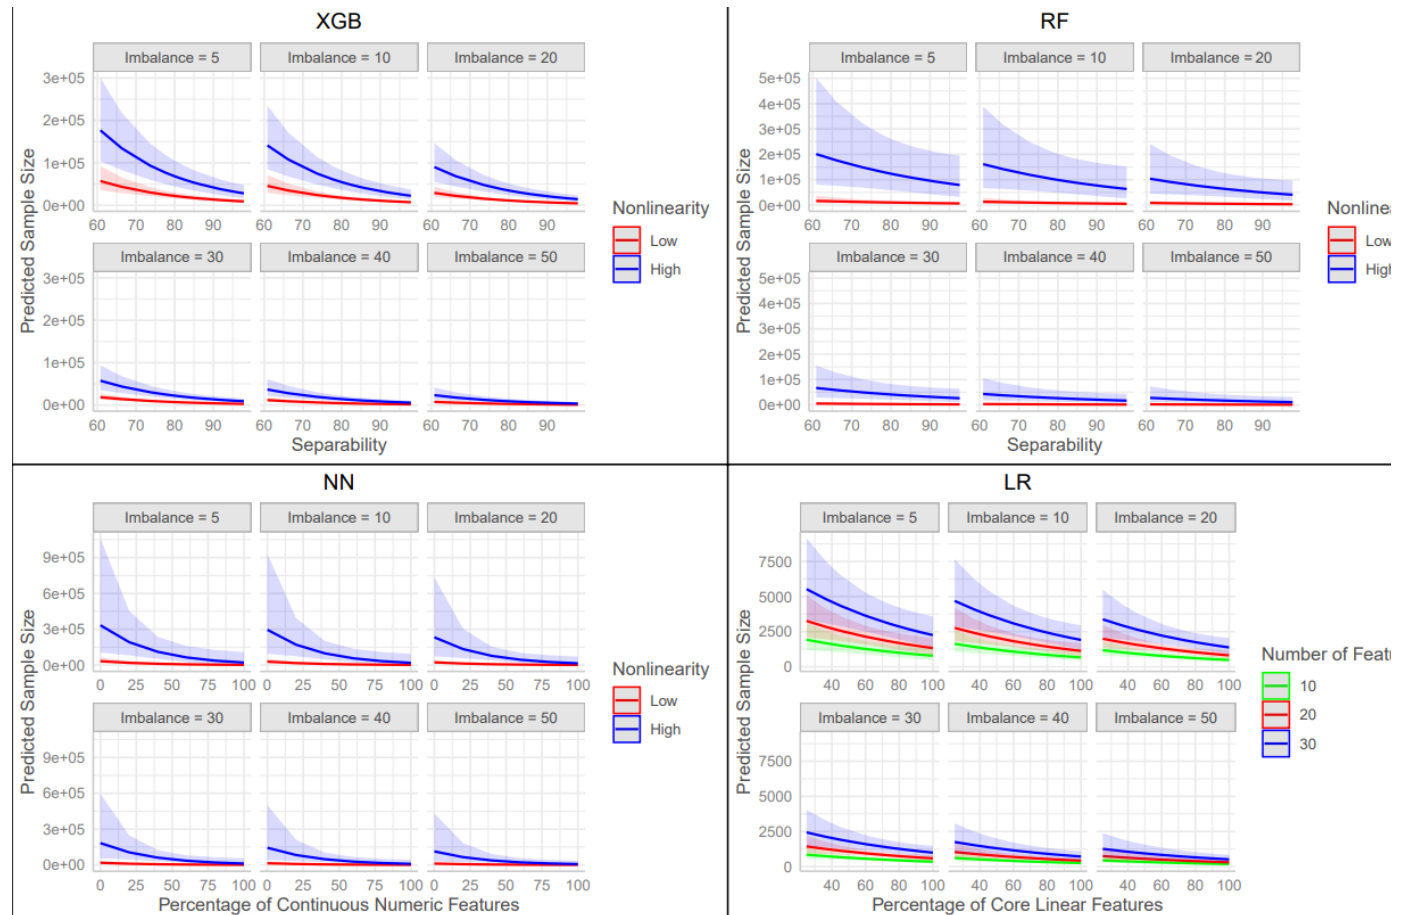 XGB
Imbalance = 5 Imbalance = 10 Imbalance = 20
3e+05
2e+05
1e+05
0e+00
60 70 80 90 60 70 80 90 60 70 80 90
Imbalance = 30 Imbalance = 40 Imbalance = 50
3e+05
2e+05
1e+05
0e+00
60 70 80 90 60 70 80 90 60 70 80 90
Predicted Sample Size
Separability
Nonlinearity
Low
High
RF
Imbalance = 5 Imbalance = 10 Imbalance = 20
5e+05
4e+05
3e+05
2e+05
1e+05
0e+00
60 70 80 90 60 70 80 90 60 70 80 90
Imbalance = 30 Imbalance = 40 Imbalance = 50
5e+05
4e+05
3e+05
2e+05
1e+05
0e+00
60 70 80 90 60 70 80 90 60 70 80 90
Predicted Sample Size
Separability
Nonlinea
Low
High
NN
Imbalance = 5 Imbalance = 10 Imbalance = 20
9e+05
6e+05
3e+05
0e+00
0 25 50 75 100 0 25 50 75 100 0 25 50 75 100
Imbalance = 30 Imbalance = 40 Imbalance = 50
9e+05
6e+05
3e+05
0e+00
0 25 50 75 100 0 25 50 75 100 0 25 50 75 100
Predicted Sample Size
Percentage of Continuous Numeric Features
Nonlinearity
Low
High
LR
Imbalance = 5 Imbalance = 10 Imbalance = 20
7500
5000
2500
0
40 60 80 100 40 60 80 100 40 60 80 100
Imbalance = 30 Imbalance = 40 Imbalance = 50
7500
5000
2500
0
40 60 80 100 40 60 80 100 40 60 80 100
Predicted Sample Size
Percentage of Core Linear Features
Number of Featu
10
20
30